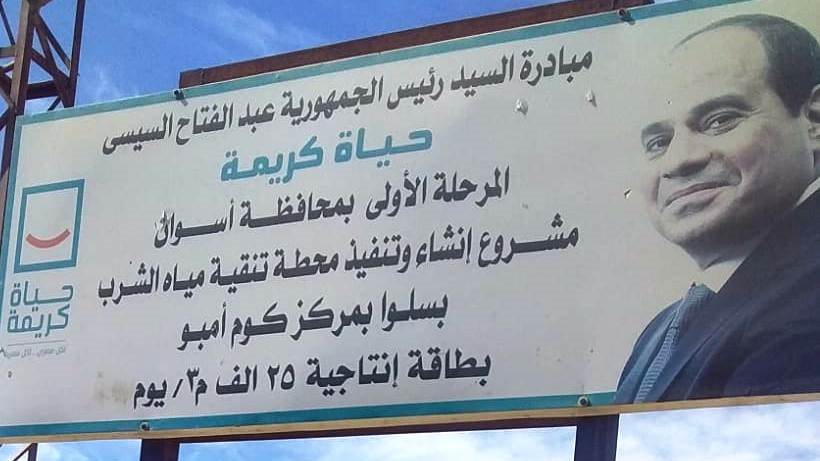 مبادرة السيد رئيس الجمهورية عبد الفتاح السيسى
حياة كريمة
المرحلة الأولى بمحافظة أسوان
مشروع إنشاء وتنفيذ محطة تنقية مياه الشرب
بسلوا بمركز كوم أمبو
بطاقة إنتاجية ٢٥ الف م٣/ يوم
حياة
كريمة